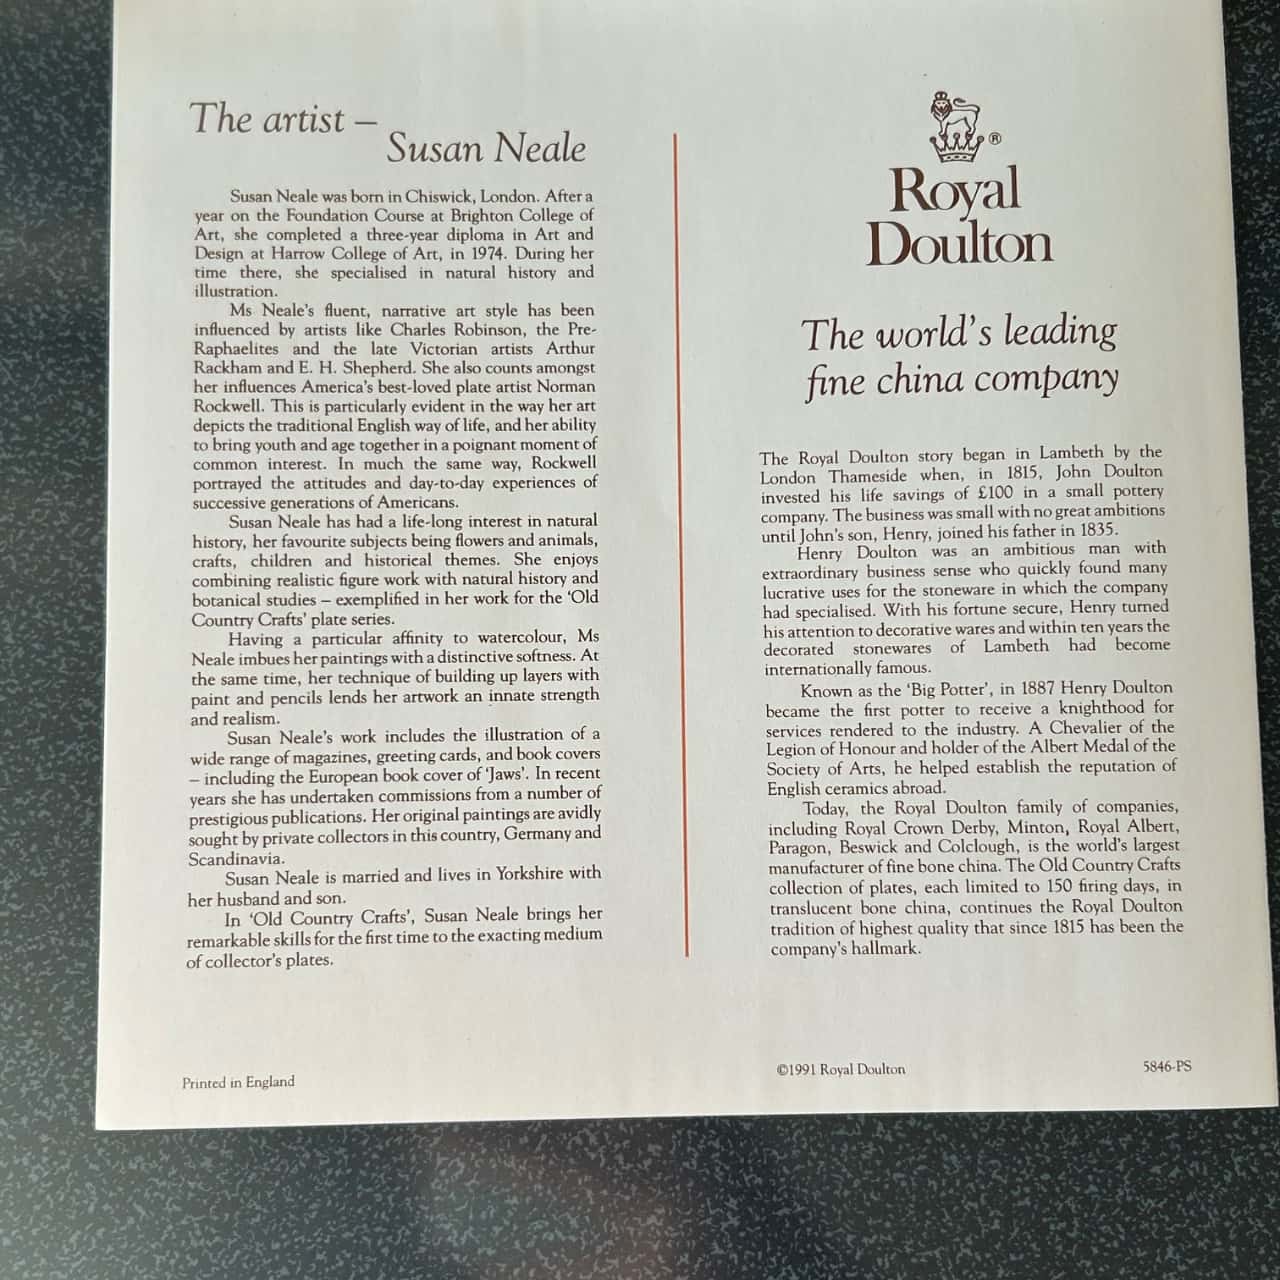 The artist –
Susan Neale
Susan Neale was born in Chiswick, London. After a
year on the Foundation Course at Brighton College of
Art, she completed a three-year diploma in Art and
Design at Harrow College of Art, in 1974. During her
time there, she specialised in natural history and
illustration.
Ms Neale's fluent, narrative art style has been
influenced by artists like Charles Robinson, the Pre-
Raphaelites and the late Victorian artists Arthur
Rackham and E. H. Shepherd. She also counts amongst
her influences America's best-loved plate artist Norman
Rockwell. This is particularly evident in the way her art
depicts the traditional English way of life, and her ability
to bring youth and age together in a poignant moment of
common interest. In much the same way, Rockwell
portrayed the attitudes and day-to-day experiences of
successive generations of Americans.
Susan Neale has had a life-long interest in natural
history, her favourite subjects being flowers and animals,
crafts, children and historical themes. She enjoys
combining realistic figure work with natural history and
botanical studies – exemplified in her work for the 'Old
Country Crafts' plate series.
Having a particular affinity to watercolour, Ms
Neale imbues her paintings with a distinctive softness. At
the same time, her technique of building up layers with
paint and pencils lends her artwork an innate strength
and realism.
Susan Neale's work includes the illustration of a
wide range of magazines, greeting cards, and book covers
– including the European book cover of 'Jaws'. In recent
years she has undertaken commissions from a number of
prestigious publications. Her original paintings are avidly
sought by private collectors in this country, Germany and
Scandinavia.
Susan Neale is married and lives in Yorkshire with
her husband and son.
In 'Old Country Crafts', Susan Neale brings her
remarkable skills for the first time to the exacting medium
of collector's plates.
Printed in England
®
Royal
Doulton
The world's leading
fine china company
The Royal Doulton story began in Lambeth by the
London Thameside when, in 1815, John Doulton
invested his life savings of £100 in a small pottery
company. The business was small with no great ambitions
until John's son, Henry, joined his father in 1835.
Henry Doulton was an ambitious man with
extraordinary business sense who quickly found many
lucrative uses for the stoneware in which the company
had specialised. With his fortune secure, Henry turned
his attention to decorative wares and within ten years the
decorated stonewares of Lambeth had become
internationally famous.
Known as the 'Big Potter', in 1887 Henry Doulton
became the first potter to receive a knighthood for
services rendered to the industry. A Chevalier of the
Legion of Honour and holder of the Albert Medal of the
Society of Arts, he helped establish the reputation of
English ceramics abroad.
Today, the Royal Doulton family of companies,
including Royal Crown Derby, Minton, Royal Albert,
Paragon, Beswick and Colclough, is the world's largest
manufacturer of fine bone china. The Old Country Crafts
collection of plates, each limited to 150 firing days, in
translucent bone china, continues the Royal Doulton
tradition of highest quality that since 1815 has been the
company's hallmark.
©1991 Royal Doulton
5846-PS